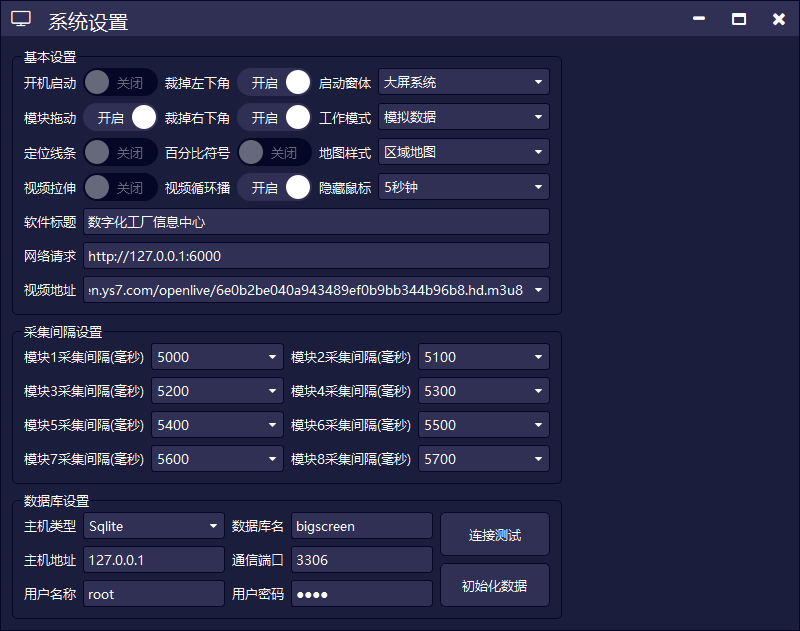 系统设置
基本设置
开机启动 关闭 裁掉左下角 开启 启动窗体 大屏系统
模块拖动 开启 裁掉右下角 开启 工作模式 模拟数据
定位线条 关闭 百分比符号 关闭 地图样式 区域地图
视频拉伸 关闭 视频循环播 开启 隐藏鼠标 5秒钟
软件标题 数字化工厂信息中心
网络请求 http://127.0.0.1:6000
视频地址 en.ys7.com/openlive/6e0b2be040a943489ef0b9bb344b96b8.hd.m3u8
采集间隔设置
模块1采集间隔(毫秒) 5000 模块2采集间隔(毫秒) 5100
模块3采集间隔(毫秒) 5200 模块4采集间隔(毫秒) 5300
模块5采集间隔(毫秒) 5400 模块6采集间隔(毫秒) 5500
模块7采集间隔(毫秒) 5600 模块8采集间隔(毫秒) 5700
数据库设置
主机类型 Sqlite 数据库名 bigscreen 连接测试
主机地址 127.0.0.1 通信端口 3306
用户名称 root 用户密码 ●●●● 初始化数据